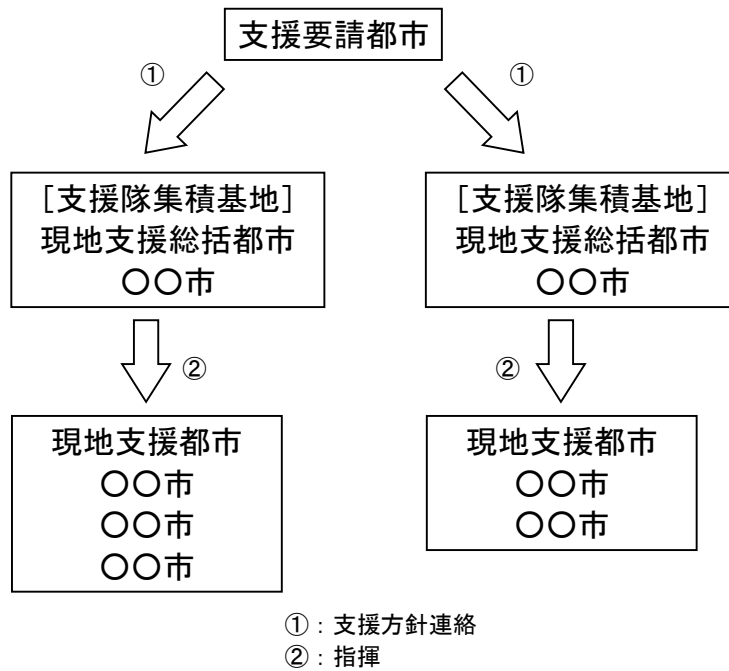 支援要請都市
①
①
[支援隊集積基地]
現地支援総括都市
〇〇市
[支援隊集積基地]
現地支援総括都市
〇〇市
②
②
現地支援都市
〇〇市
〇〇市
〇〇市
現地支援都市
〇〇市
〇〇市
①：支援方針連絡
②：指揮